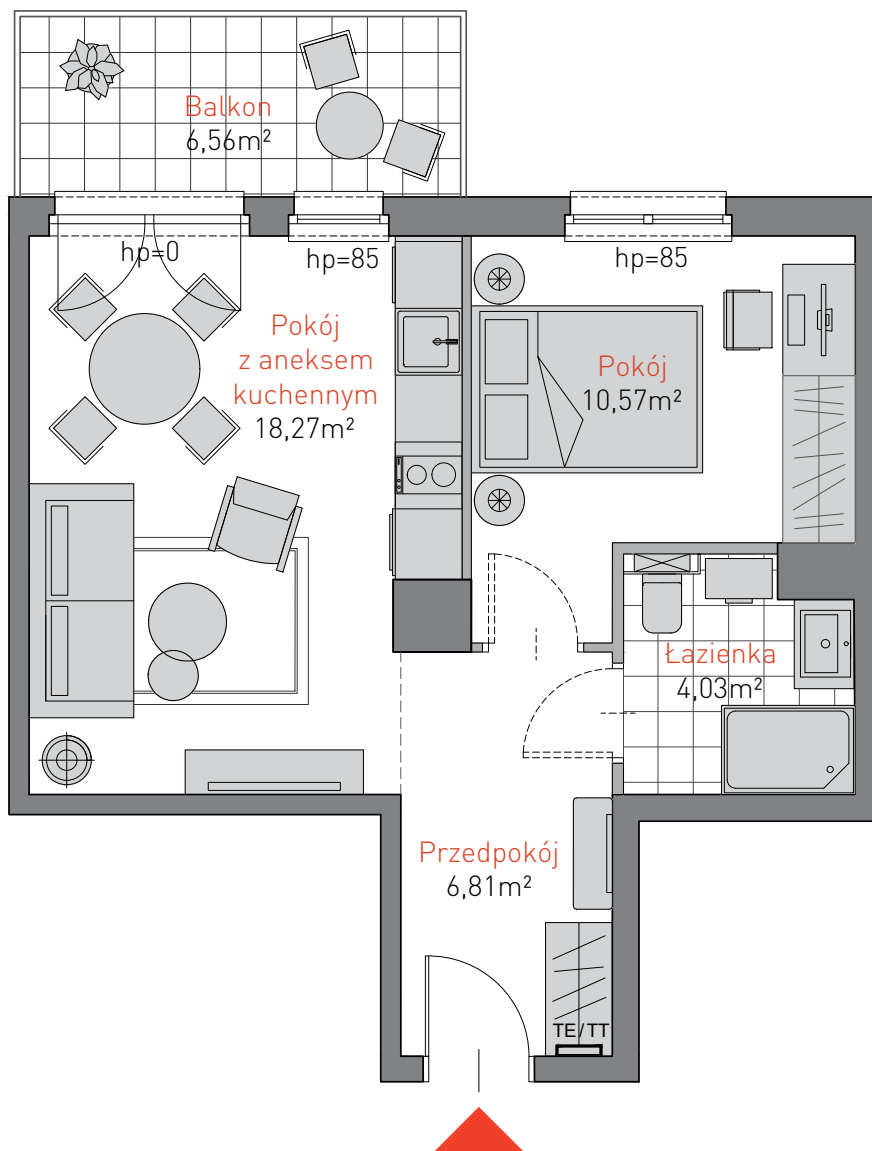 Balkon
6,56m²
hp=0
hp=85
hp=85
Pokój
z aneksem
kuchennym
18,27m²
Pokój
10,57m²
Łazienka
4,03m²
Przedpokój
6,81m²
TE/TT